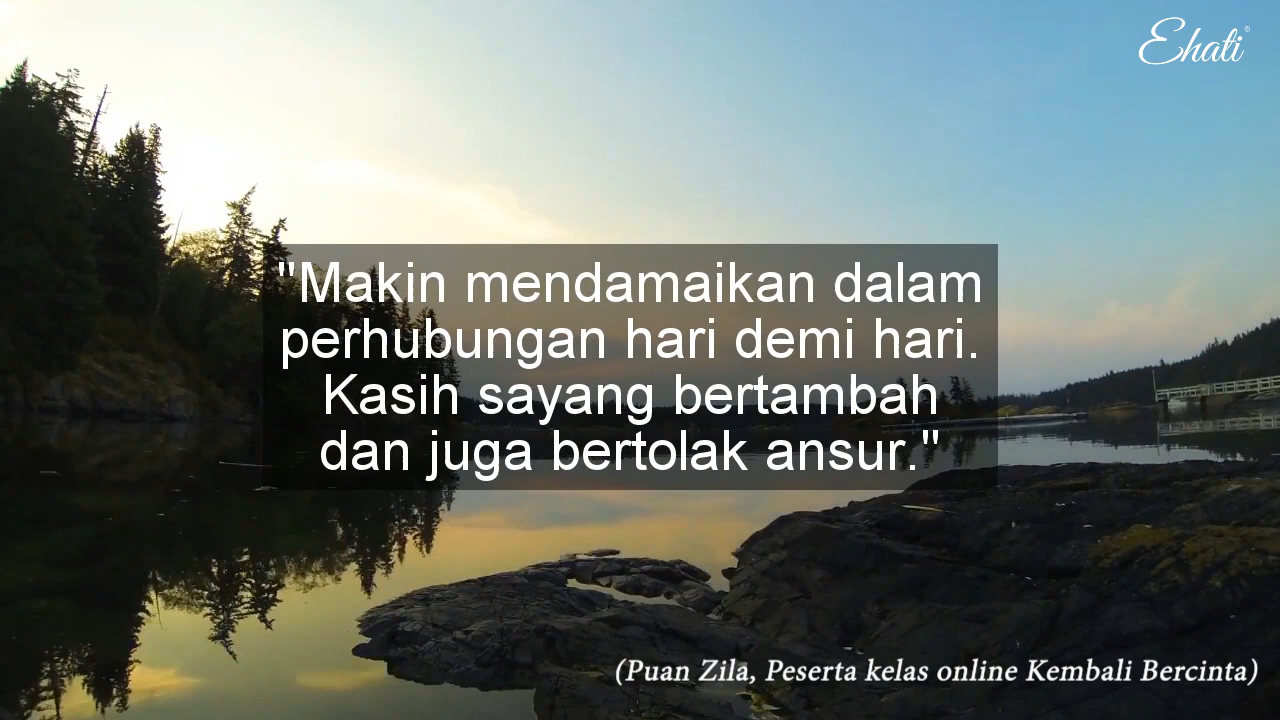 Ehati®
"Makin mendamaikan dalam
perhubungan hari demi hari.
Kasih sayang bertambah
dan juga bertolak ansur."
(Puan Zila, Peserta kelas online Kembali Bercinta)